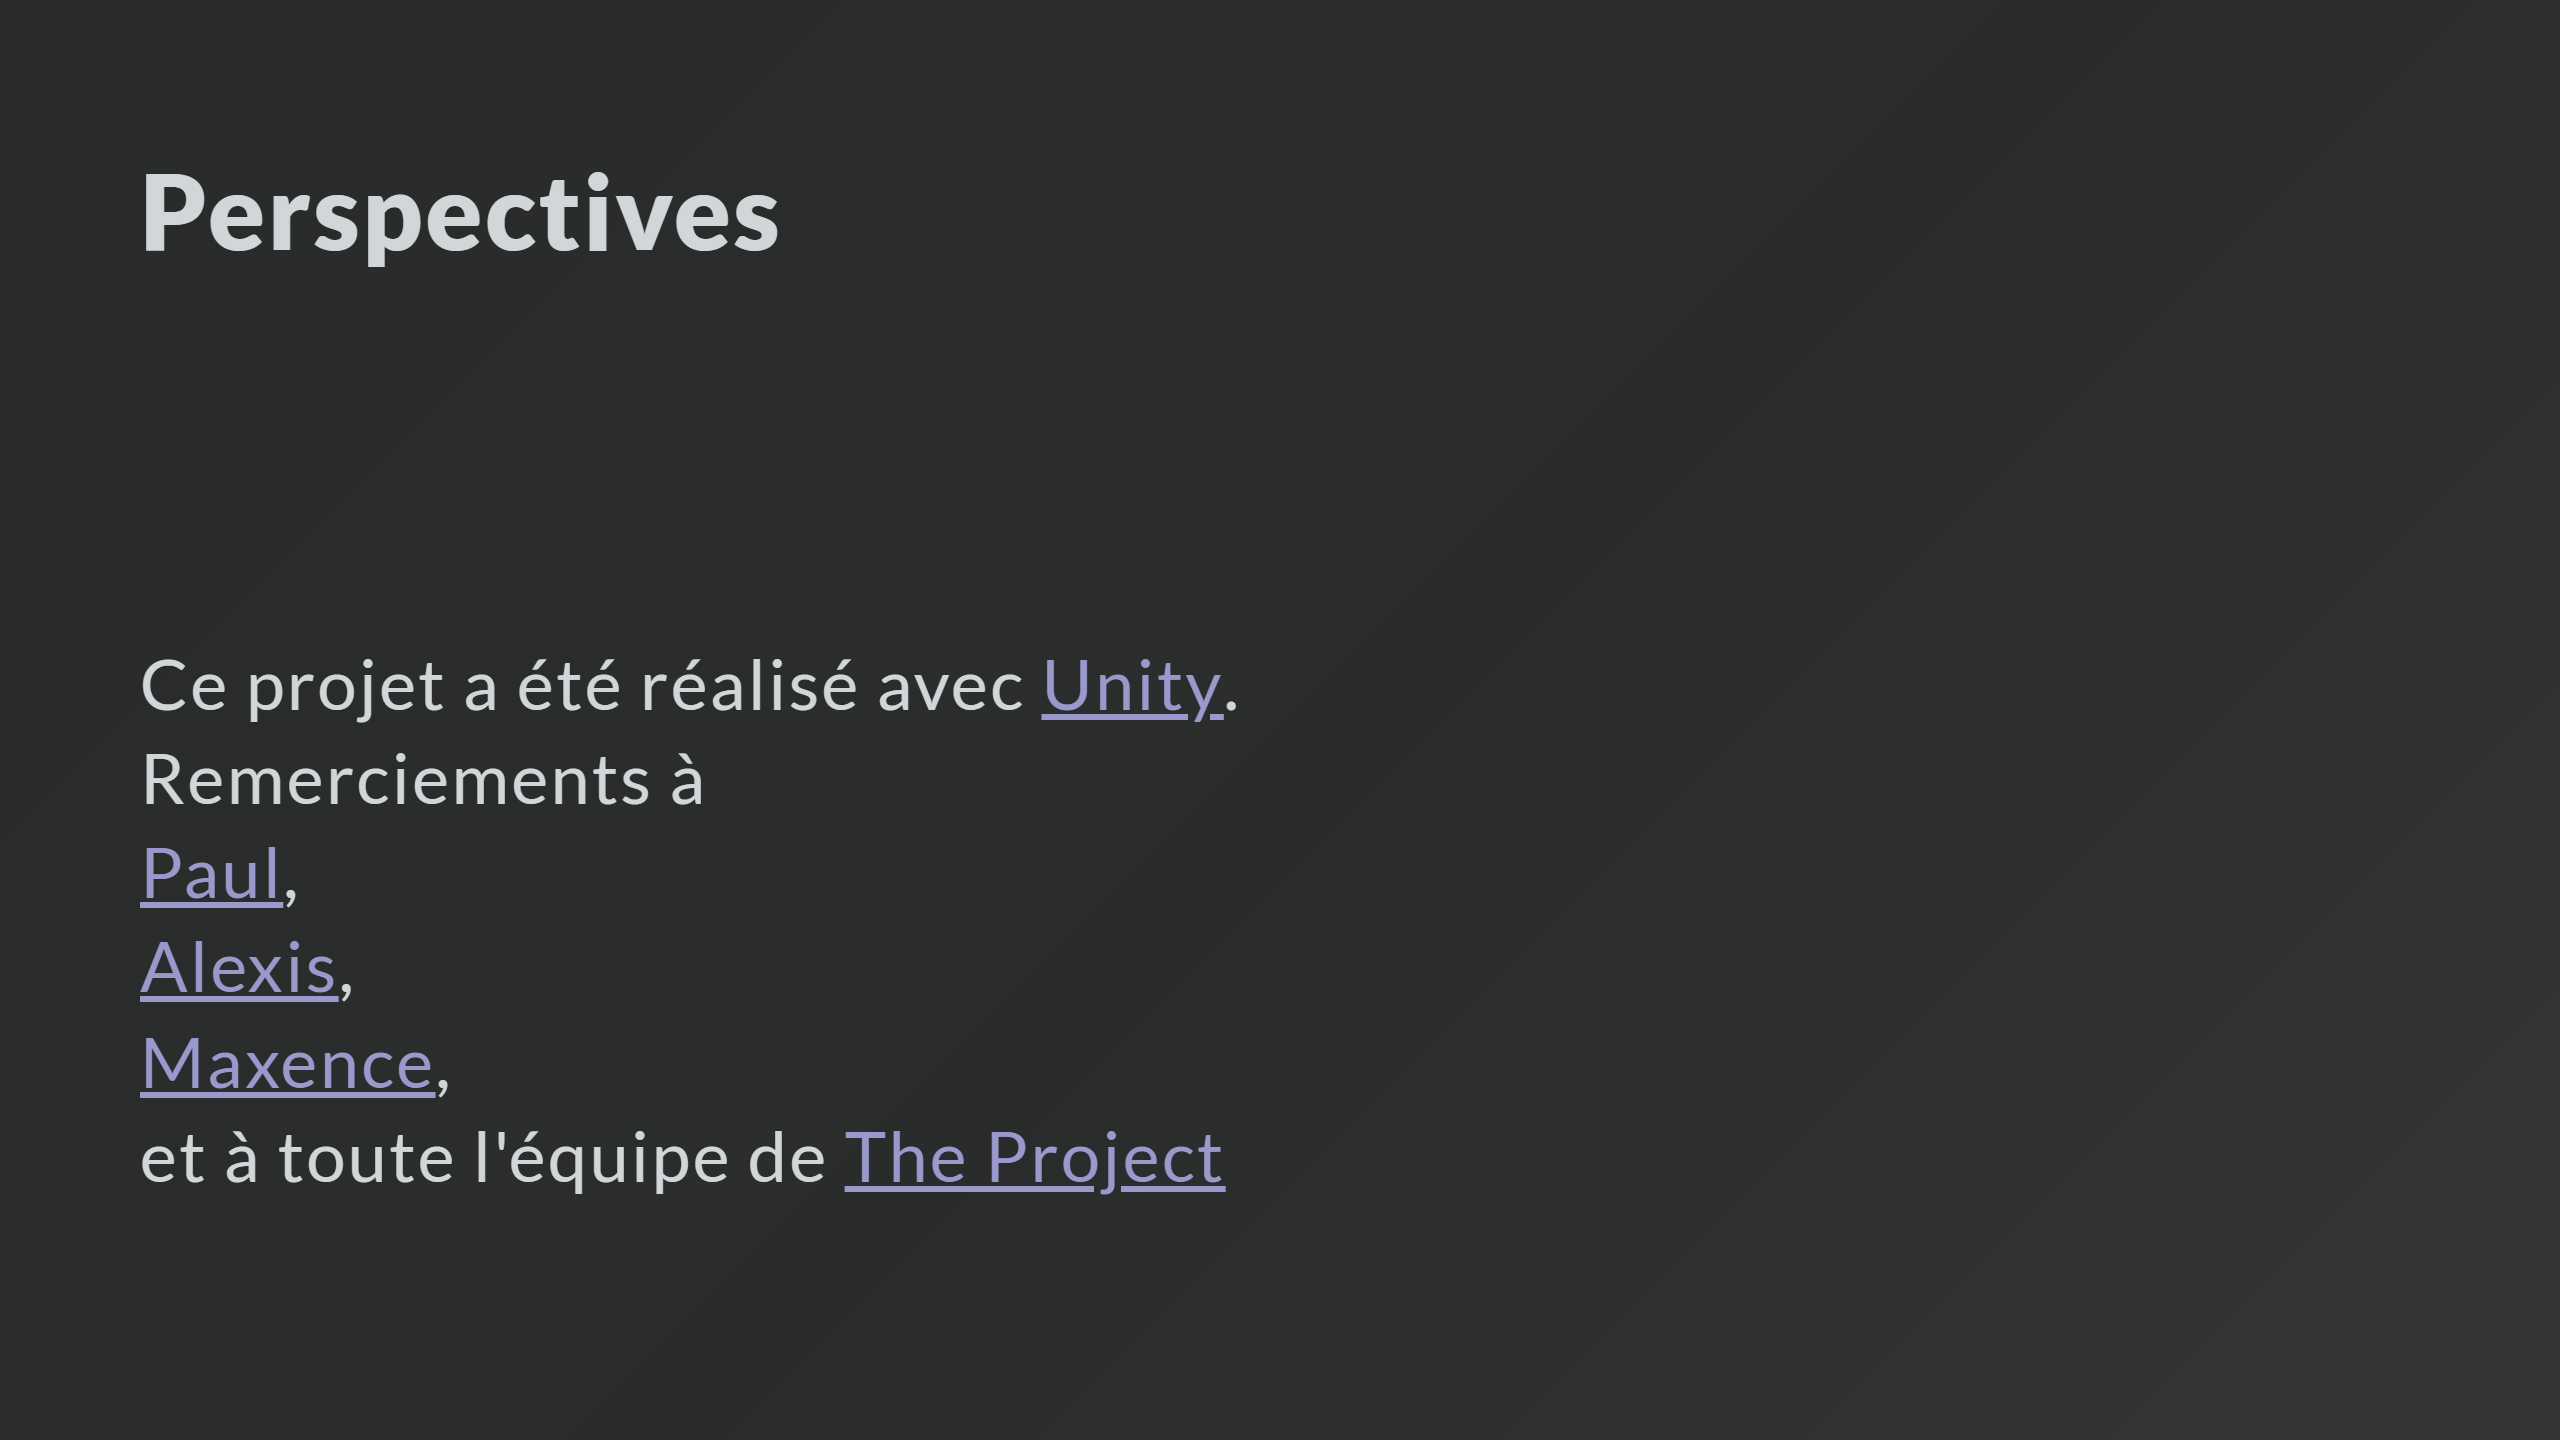 Perspectives
Ce projet a été réalisé avec Unity.
Remerciements à
Paul,
Alexis,
Maxence,
et à toute l'équipe de The Project